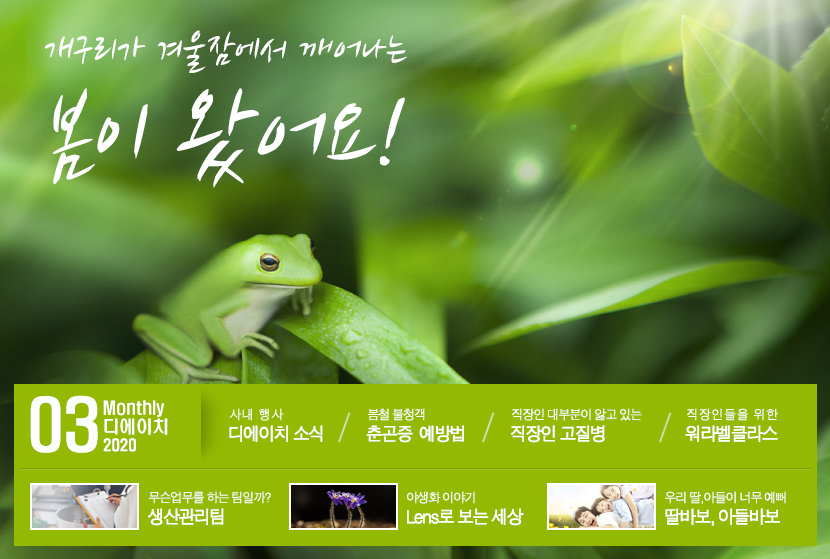 개구리가 겨울잠에서 깨어나는
봄이 왔어요!
03
Monthly
디에이치
2020
사내 행사
디에이치 소식
봄철 불청객
춘곤증 예방법
직장인 대부분이 앓고 있는
직장인 고질병
직장인들을 위한
워라벨클라스
무슨업무를 하는 팀일까?
생산관리팀
야생화 이야기
Lens로 보는 세상
우리 딸,아들이 너무 예뻐
딸바보, 아들바보